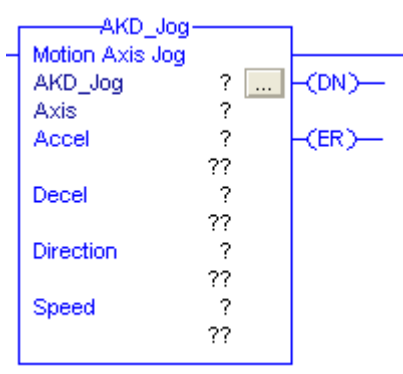 AKD_Jog
Motion Axis Jog
AKD_Jog ? ... (DN)
Axis ?
Accel ? (ER)
??
Decel ?
??
Direction ?
??
Speed ?
??